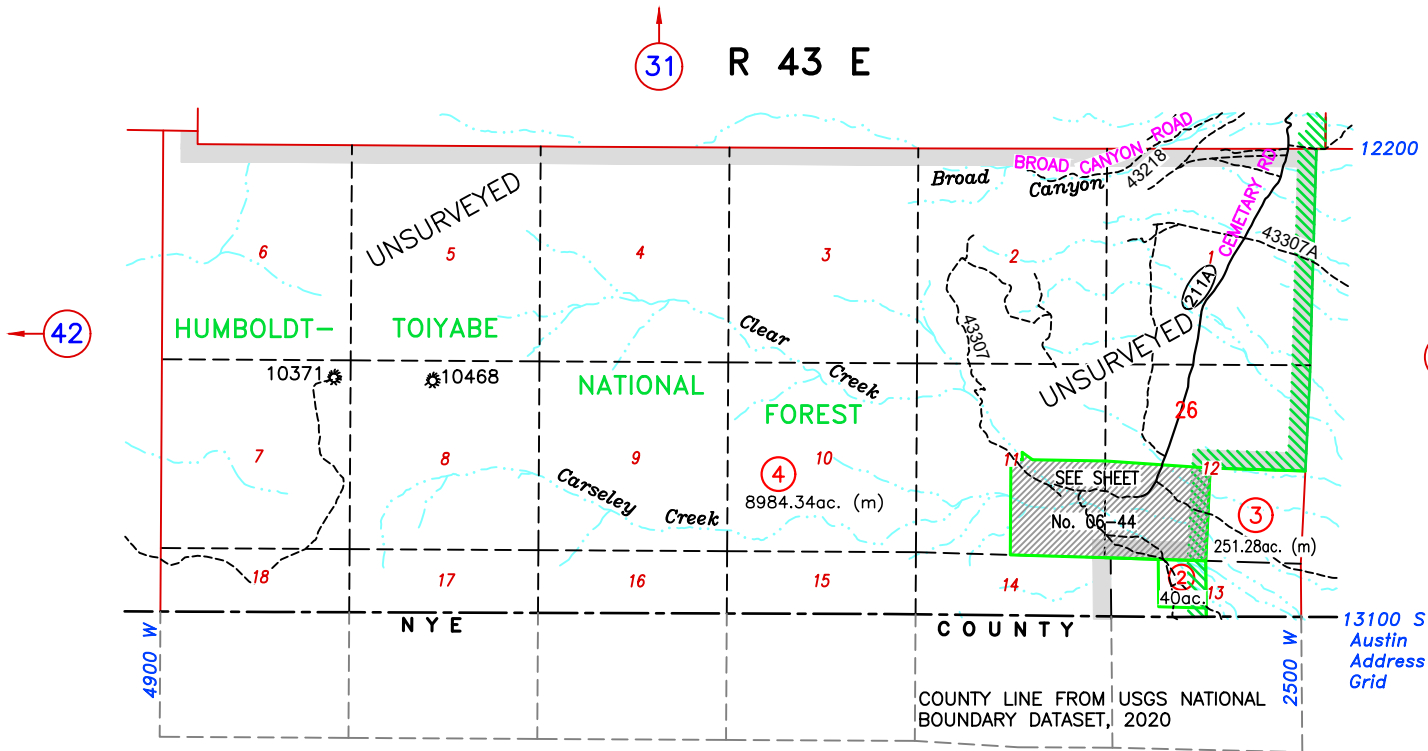 31
R 43 E
BROAD CANYON ROAD
12200
Broad
Canyon
43218
CEMETARY RD
UNSURVEYED
6
5
4
3
2
1
43307A
211A
42
HUMBOLDT-
TOIYABE
Clear
43307
UNSURVEYED
10371
10468
NATIONAL
Creek
FOREST
26
7
8
9
10
11
12
4
SEE SHEET
Carseley
8984.34ac. (m)
Creek
No. 06-44
3
251.28ac. (m)
18
17
16
15
14
2
13
40ac.
NYE
COUNTY
13100 S
Austin
Address
Grid
4900 W
2500 W
COUNTY LINE FROM USGS NATIONAL
BOUNDARY DATASET, 2020